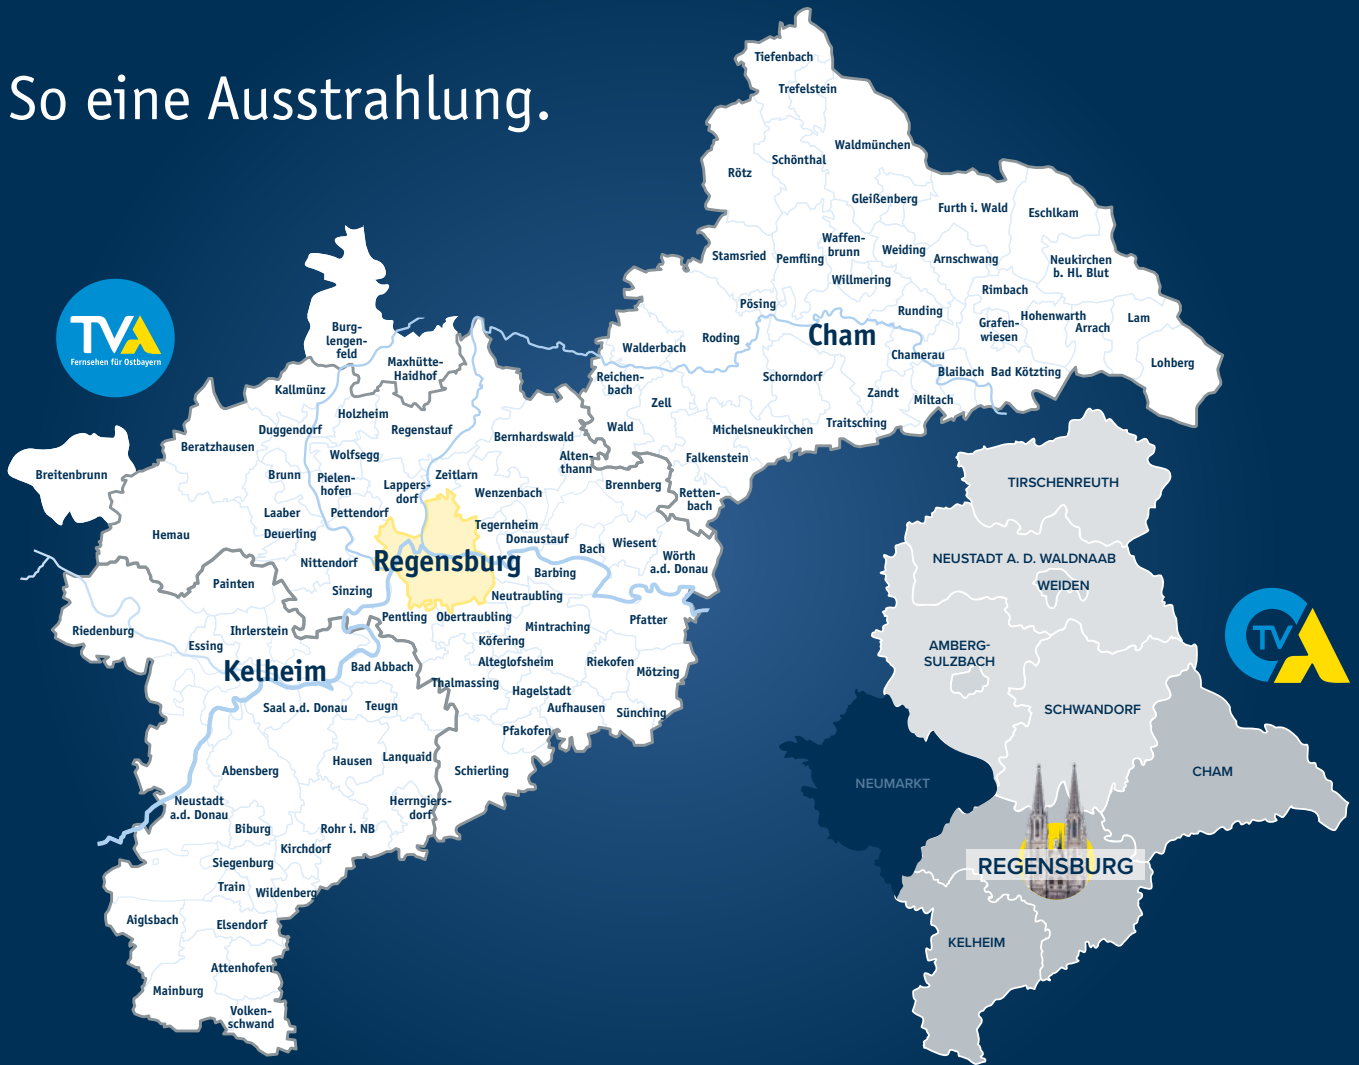 So eine Ausstrahlung.
TVA
Fernsehen für Ostbayern
Tiefenbach
Trefelstein
Waldmünchen
Schönthal
Rötz
Gleißenberg
Furth i. Wald
Eschlkam
Waffen-
brunn
Weiding
Stamsried
Pemfling
Arnschwang
Neukirchen
b. Hl. Blut
Willmering
Rimbach
Pösing
Runding
Hohenwarth
Grafen-
wiesen
Arrach
Lam
Cham
Roding
Walderbach
Chamerau
Lohberg
Blaibach
Bad Kötzting
Reichen-
bach
Schorndorf
Zandt
Miltach
Zell
Wald
Michelsneukirchen
Traitsching
Falkenstein
Retten-
bach
Burg-
lengen-
feld
Maxhütte-
Haidhof
Kallmünz
Holzheim
Duggendorf
Regenstauf
Bernhardswald
Beratzhausen
Wolfsegg
Alten-
thann
Breitenbrunn
Brunn
Pielen-
hofen
Lappers-
dorf
Zeitlarn
Wenzenbach
Brennberg
Laaber
Pettendorf
Hemau
Deuerling
Tegernheim
Donaustauf
Bach
Wiesent
Wörth
a.d. Donau
Nittendorf
Regensburg
Barbing
Painten
Sinzing
Neutraubling
Pentling
Obertraubling
Mintraching
Pfatter
Riedenburg
Ihrlerstein
Essing
Köfering
Kelheim
Bad Abbach
Alteglofsheim
Riekofen
Mötzing
Thalmassing
Hagelstadt
Saal a.d. Donau
Teugn
Aufhausen
Sünching
Pfakofen
Hausen
Lanquaid
Schierling
Abensberg
Neustadt
a.d. Donau
Herrngiers-
dorf
Biburg
Rohr i. NB
Kirchdorf
Siegenburg
Train
Wildenberg
Aiglsbach
Elsendorf
Attenhofen
Mainburg
Volken-
schwand
TIRSCHENREUTH
NEUSTADT A. D. WALDNAAB
WEIDEN
AMBERG-
SULZBACH
SCHWANDORF
NEUMARKT
CHAM
REGENSBURG
KELHEIM
TVA